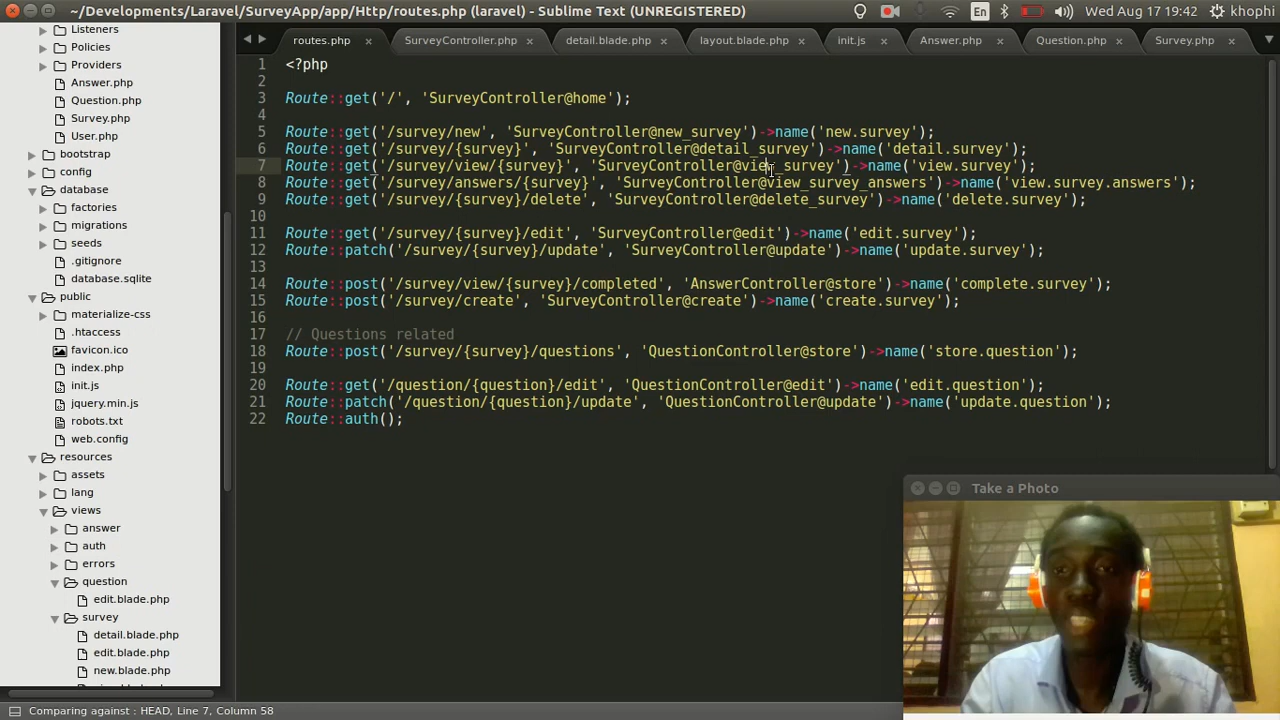 ~/Developments/Laravel/SurveyApp/app/Http/routes.php (laravel) - Sublime Text (UNREGISTERED)
En
Wed Aug 17 19:42
khophi
routes.php
SurveyController.php
detail.blade.php
layout.blade.php
init.js
Answer.php
Question.php
Survey.php
Listeners
Policies
Providers
Answer.php
Question.php
Survey.php
User.php
bootstrap
config
database
factories
migrations
seeds
.gitignore
database.sqlite
public
materialize-css
.htaccess
favicon.ico
index.php
init.js
jquery.min.js
robots.txt
web.config
resources
assets
lang
views
answer
auth
errors
question
edit.blade.php
survey
detail.blade.php
edit.blade.php
new.blade.php
1 <?php
2
3 Route::get('/', 'SurveyController@home');
4
5 Route::get('/survey/new', 'SurveyController@new_survey')->name('new.survey');
6 Route::get('/survey/{survey}', 'SurveyController@detail_survey')->name('detail.survey');
7 Route::get('/survey/view/{survey}', 'SurveyController@view_survey')->name('view.survey');
8 Route::get('/survey/answers/{survey}', 'SurveyController@view_survey_answers')->name('view.survey.answers');
9 Route::get('/survey/{survey}/delete', 'SurveyController@delete_survey')->name('delete.survey');
10
11 Route::get('/survey/{survey}/edit', 'SurveyController@edit')->name('edit.survey');
12 Route::patch('/survey/{survey}/update', 'SurveyController@update')->name('update.survey');
13
14 Route::post('/survey/view/{survey}/completed', 'AnswerController@store')->name('complete.survey');
15 Route::post('/survey/create', 'SurveyController@create')->name('create.survey');
16
17 // Questions related
18 Route::post('/survey/{survey}/questions', 'QuestionController@store')->name('store.question');
19
20 Route::get('/question/{question}/edit', 'QuestionController@edit')->name('edit.question');
21 Route::patch('/question/{question}/update', 'QuestionController@update')->name('update.question');
22 Route::auth();
Take a Photo
Comparing against : HEAD, Line 7, Column 58